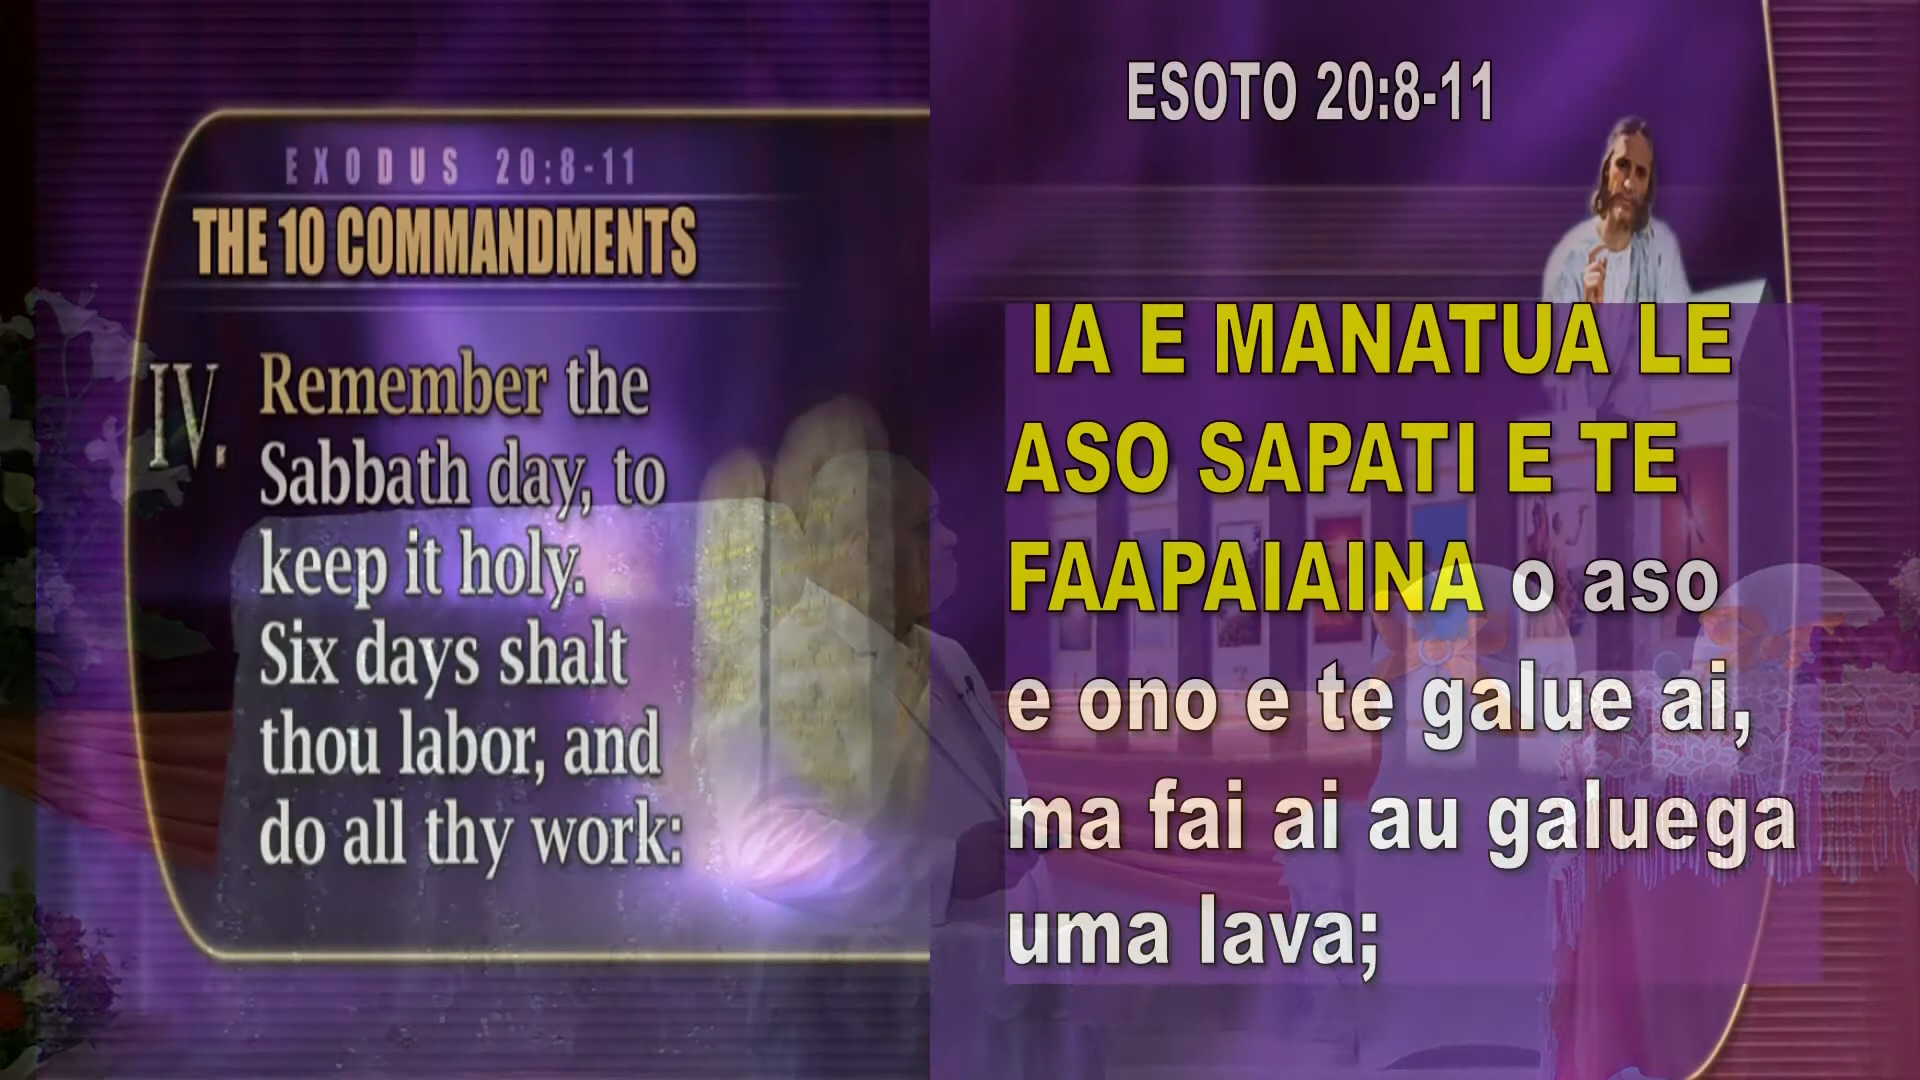 EXODUS 20:8-11
THE 10 COMMANDMENTS
IV. Remember the
Sabbath day, to
keep it holy.
Six days shalt
thou labor, and
do all thy work:
ESOTO 20:8-11
IA E MANATUA LE
ASO SAPATI E TE
FAAPAIAINA o aso
e ono e te galue ai,
ma fai ai au galuega
uma lava;